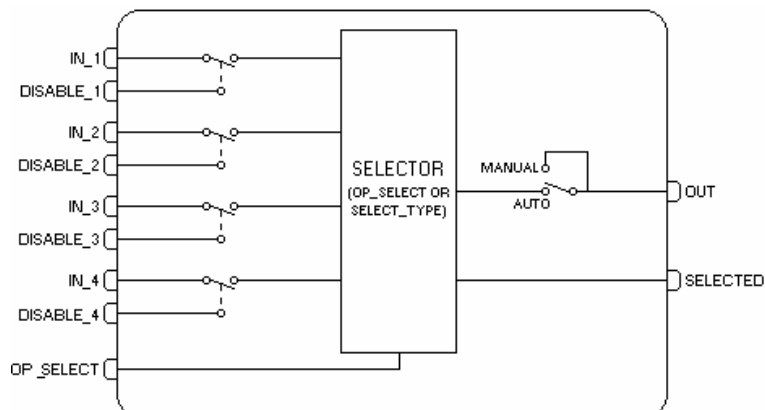 IN_1
DISABLE_1
IN_2
DISABLE_2
IN_3
DISABLE_3
IN_4
DISABLE_4
OP_SELECT
SELECTOR
(OP_SELECT OR
SELECT_TYPE)
MANUAL
AUTO
OUT
SELECTED